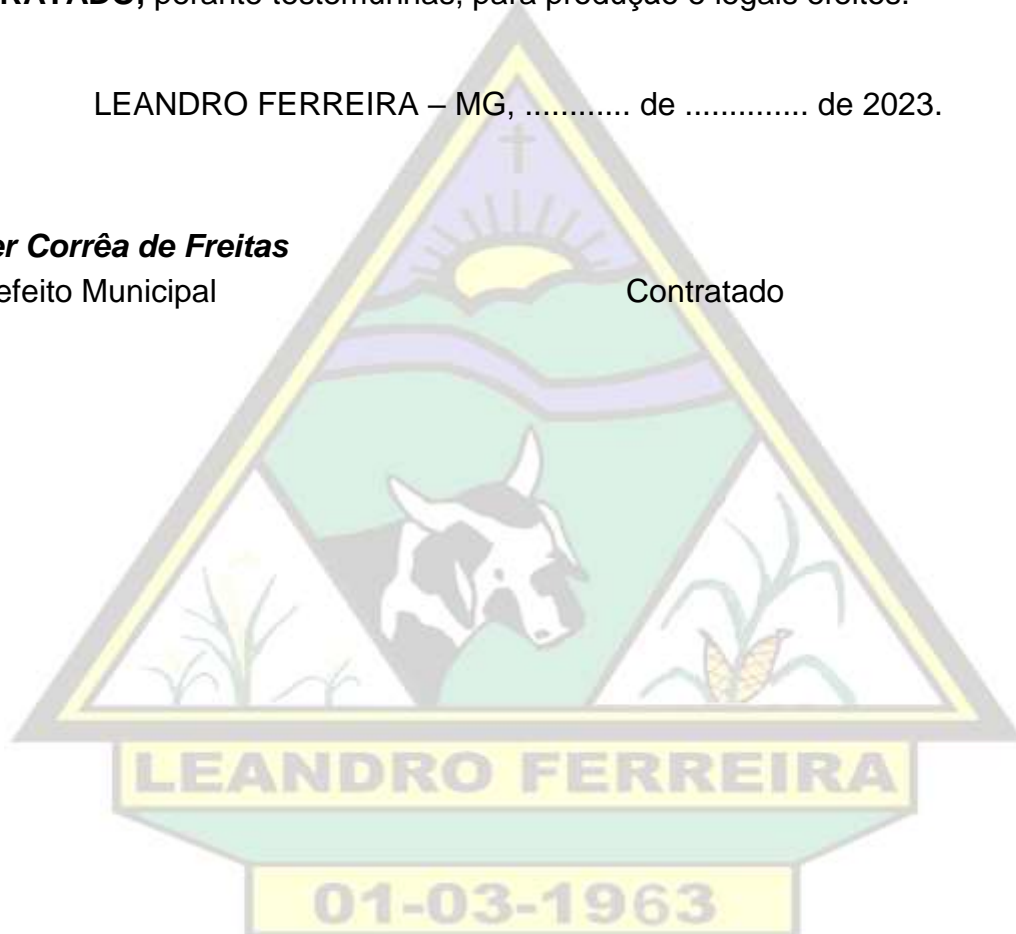 RATADO, perante testemunhas, para produção e legais efeitos.
LEANDRO FERREIRA – MG, ............ de .............. de 2023.
er Corrêa de Freitas
efeito Municipal Contratado
LEANDRO FERREIRA
01-03-1963